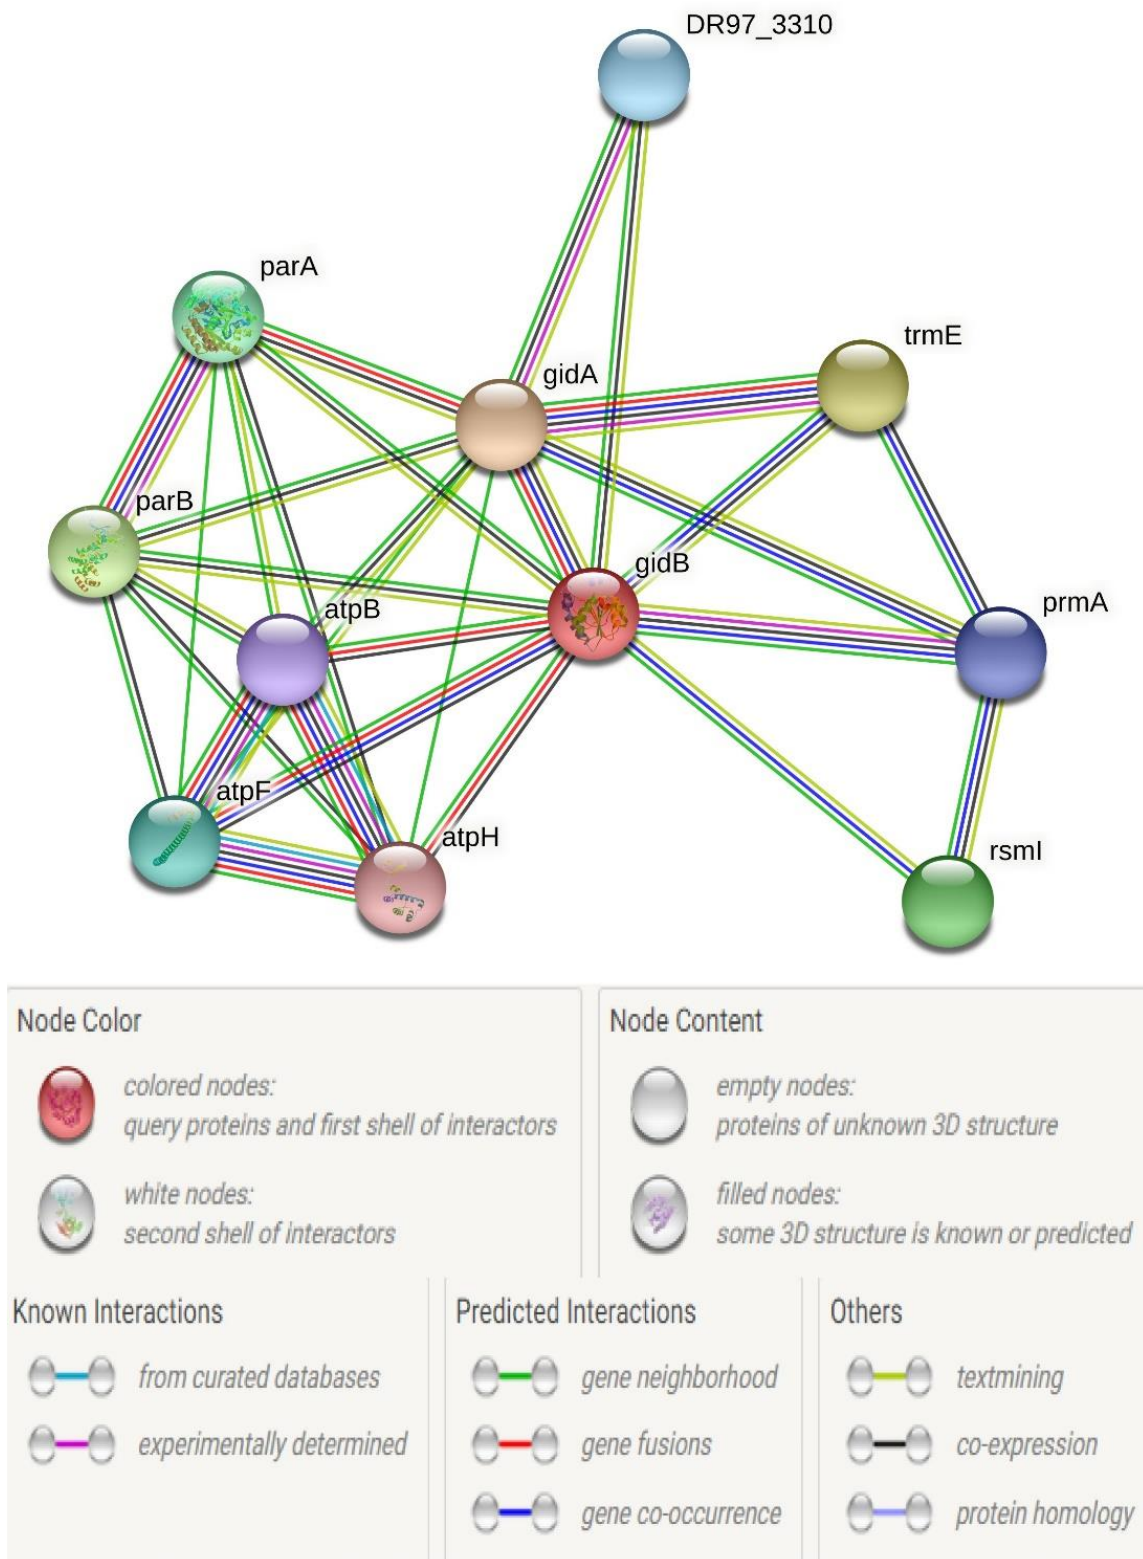 DR97_3310
parA
trmE
gidA
parB
gidB
atpB
prmA
atpF
atpH
rsmI
Node Color
colored nodes:
query proteins and first shell of interactors
white nodes:
second shell of interactors
Node Content
empty nodes:
proteins of unknown 3D structure
filled nodes:
some 3D structure is known or predicted
Known Interactions
from curated databases
experimentally determined
Predicted Interactions
gene neighborhood
gene fusions
gene co-occurrence
Others
textmining
co-expression
protein homology